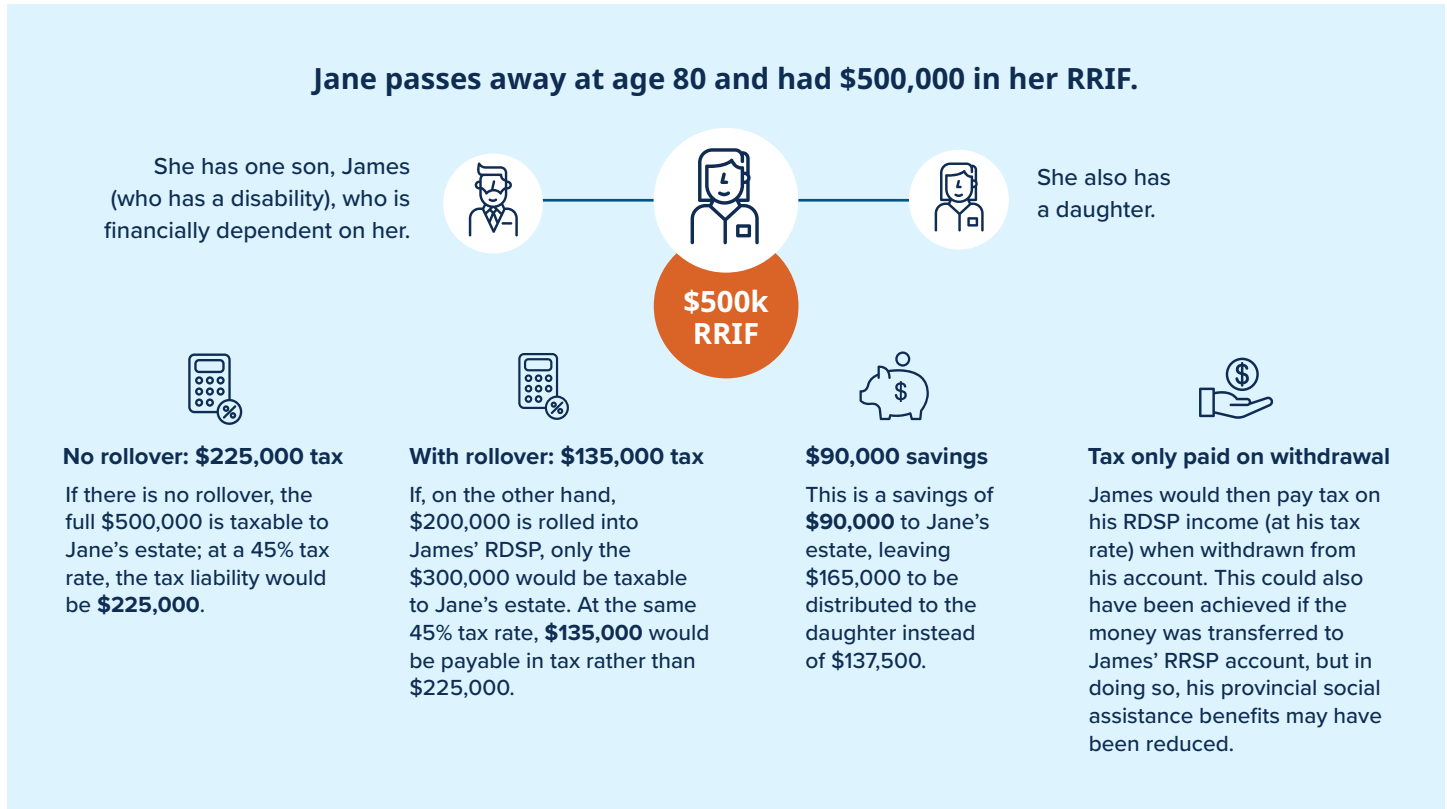 Jane passes away at age 80 and had $500,000 in her RRIF.
She has one son, James
(who has a disability), who is
financially dependent on her.
She also has
a daughter.
$500k
RRIF
%
%
$
$
No rollover: $225,000 tax
If there is no rollover, the
full $500,000 is taxable to
Jane’s estate; at a 45% tax
rate, the tax liability would
be $225,000.
With rollover: $135,000 tax
If, on the other hand,
$200,000 is rolled into
James’ RDSP, only the
$300,000 would be taxable
to Jane’s estate. At the same
45% tax rate, $135,000 would
be payable in tax rather than
$225,000.
$90,000 savings
This is a savings of
$90,000 to Jane’s
estate, leaving
$165,000 to be
distributed to the
daughter instead
of $137,500.
Tax only paid on withdrawal
James would then pay tax on
his RDSP income (at his tax
rate) when withdrawn from
his account. This could also
have been achieved if the
money was transferred to
James’ RRSP account, but in
doing so, his provincial social
assistance benefits may have
been reduced.